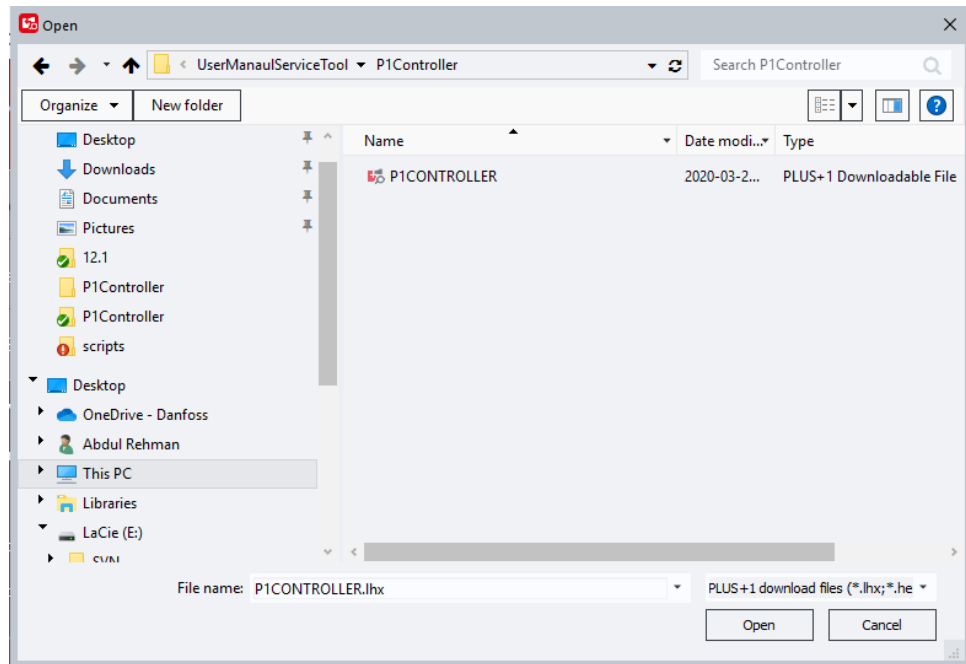 Open
UserManaulServiceTool P1Controller
Search P1Controller
Organize
New folder
Desktop
Downloads
Documents
Pictures
12.1
P1Controller
P1Controller
scripts
Desktop
OneDrive - Danfoss
Abdul Rehman
This PC
Libraries
LaCie (E:)
SVN
Name
Date modi...
Type
P1CONTROLLER
2020-03-2...
PLUS+1 Downloadable File
File name:
P1CONTROLLER.lhx
PLUS+1 download files (*.lhx;*.he
Open
Cancel